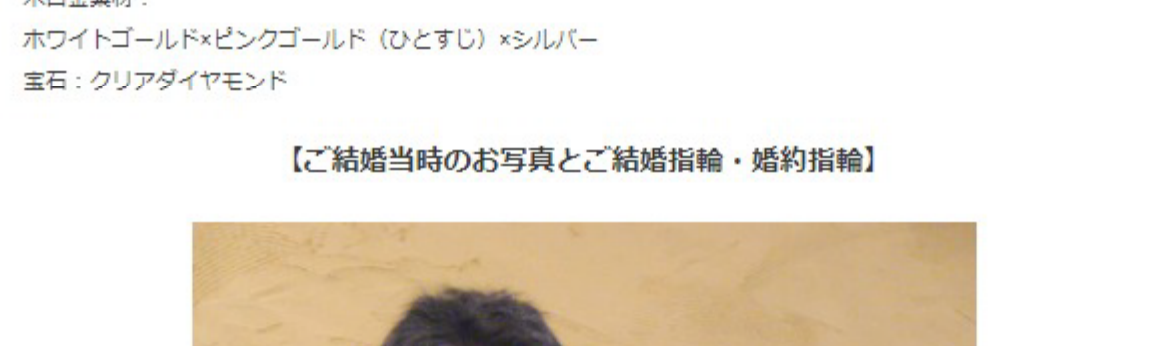 ホワイトゴールド×ピンクゴールド（ひとすじ）×シルバー
宝石：クリアダイヤモンド
【ご結婚当時のお写真とご結婚指輪・婚約指輪】